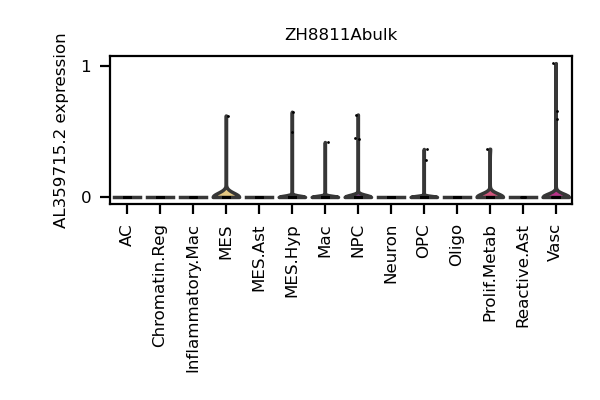 ZH8811Abulk
AL359715.2 expression
1
0
AC
Chromatin.Reg
Inflammatory.Mac
MES
MES.Ast
MES.Hyp
Mac
NPC
Neuron
OPC
Oligo
Prolif.Metab
Reactive.Ast
Vasc